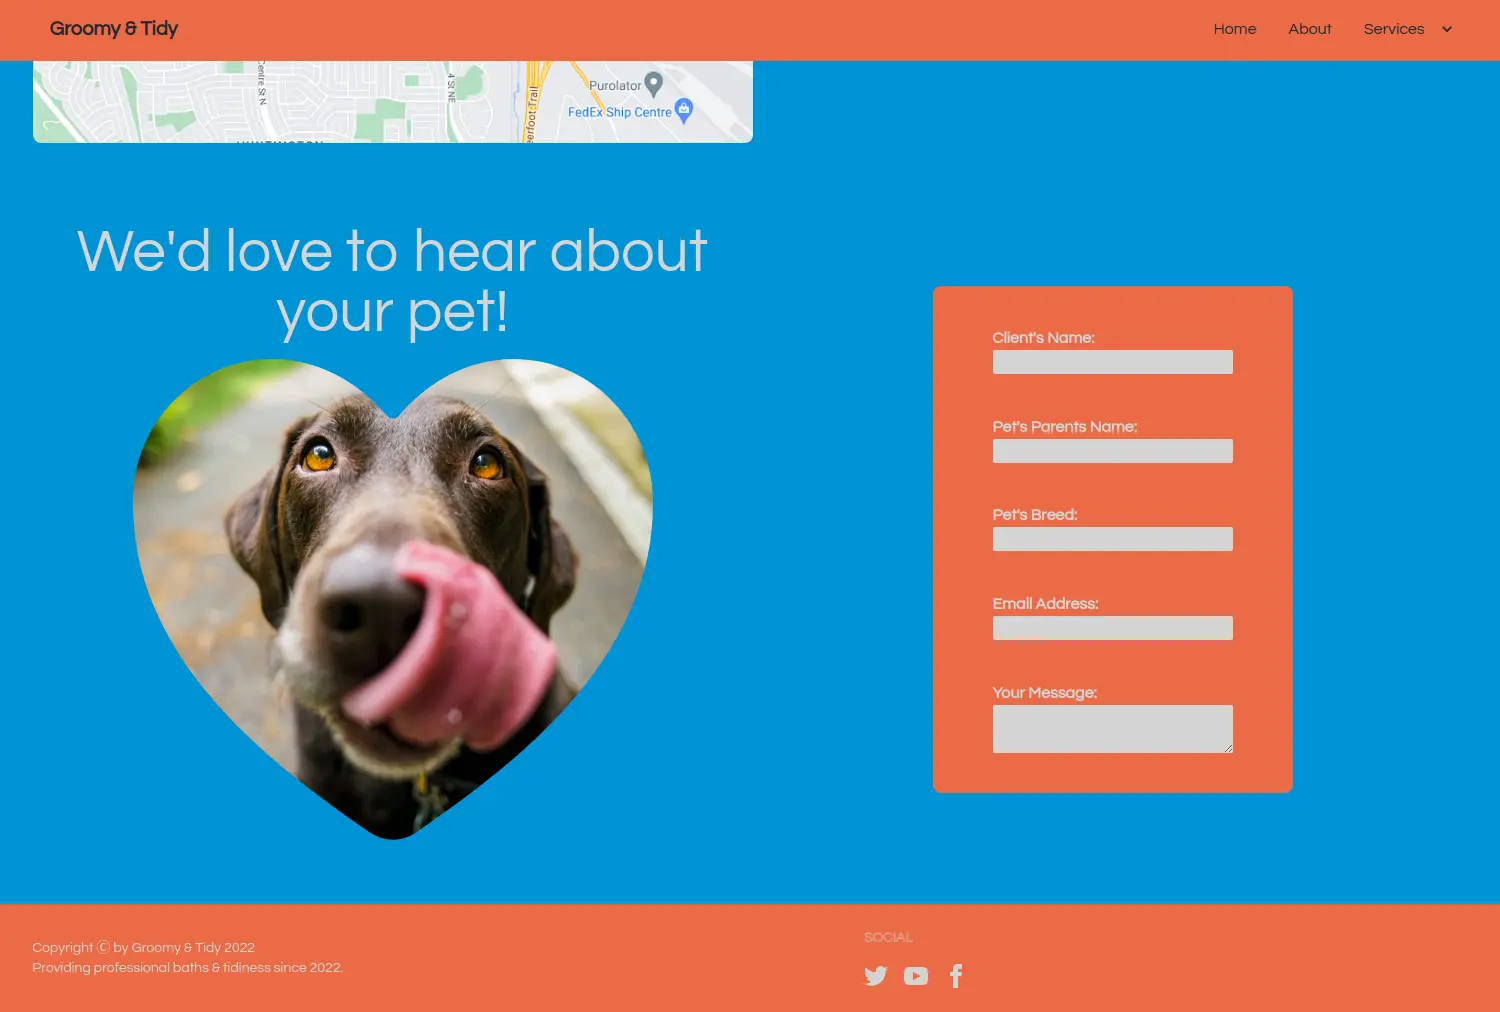 Groomy & Tidy
Home
About
Services
Centre St N
4 St NE
eerfoot Trail
Purolator
FedEx Ship Centre
We'd love to hear about
your pet!
Client's Name:
Pet's Parents Name:
Pet's Breed:
Email Address:
Your Message:
Copyright Ⓒ by Groomy & Tidy 2022
Providing professional baths & tidiness since 2022.
SOCIAL